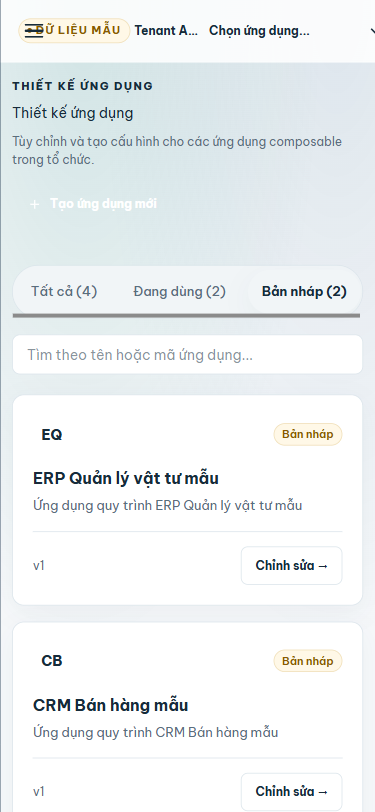 DỮ LIỆU MẪU Tenant A... Chọn ứng dụng...
THIẾT KẾ ỨNG DỤNG
Thiết kế ứng dụng
Tùy chỉnh và tạo cấu hình cho các ứng dụng composable
trong tổ chức.
+ Tạo ứng dụng mới
Tất cả (4) Đang dùng (2) Bản nháp (2)
Tìm theo tên hoặc mã ứng dụng...
EQ Bản nháp
ERP Quản lý vật tư mẫu
Ứng dụng quy trình ERP Quản lý vật tư mẫu
v1 Chỉnh sửa →
CB Bản nháp
CRM Bán hàng mẫu
Ứng dụng quy trình CRM Bán hàng mẫu
v1 Chỉnh sửa →